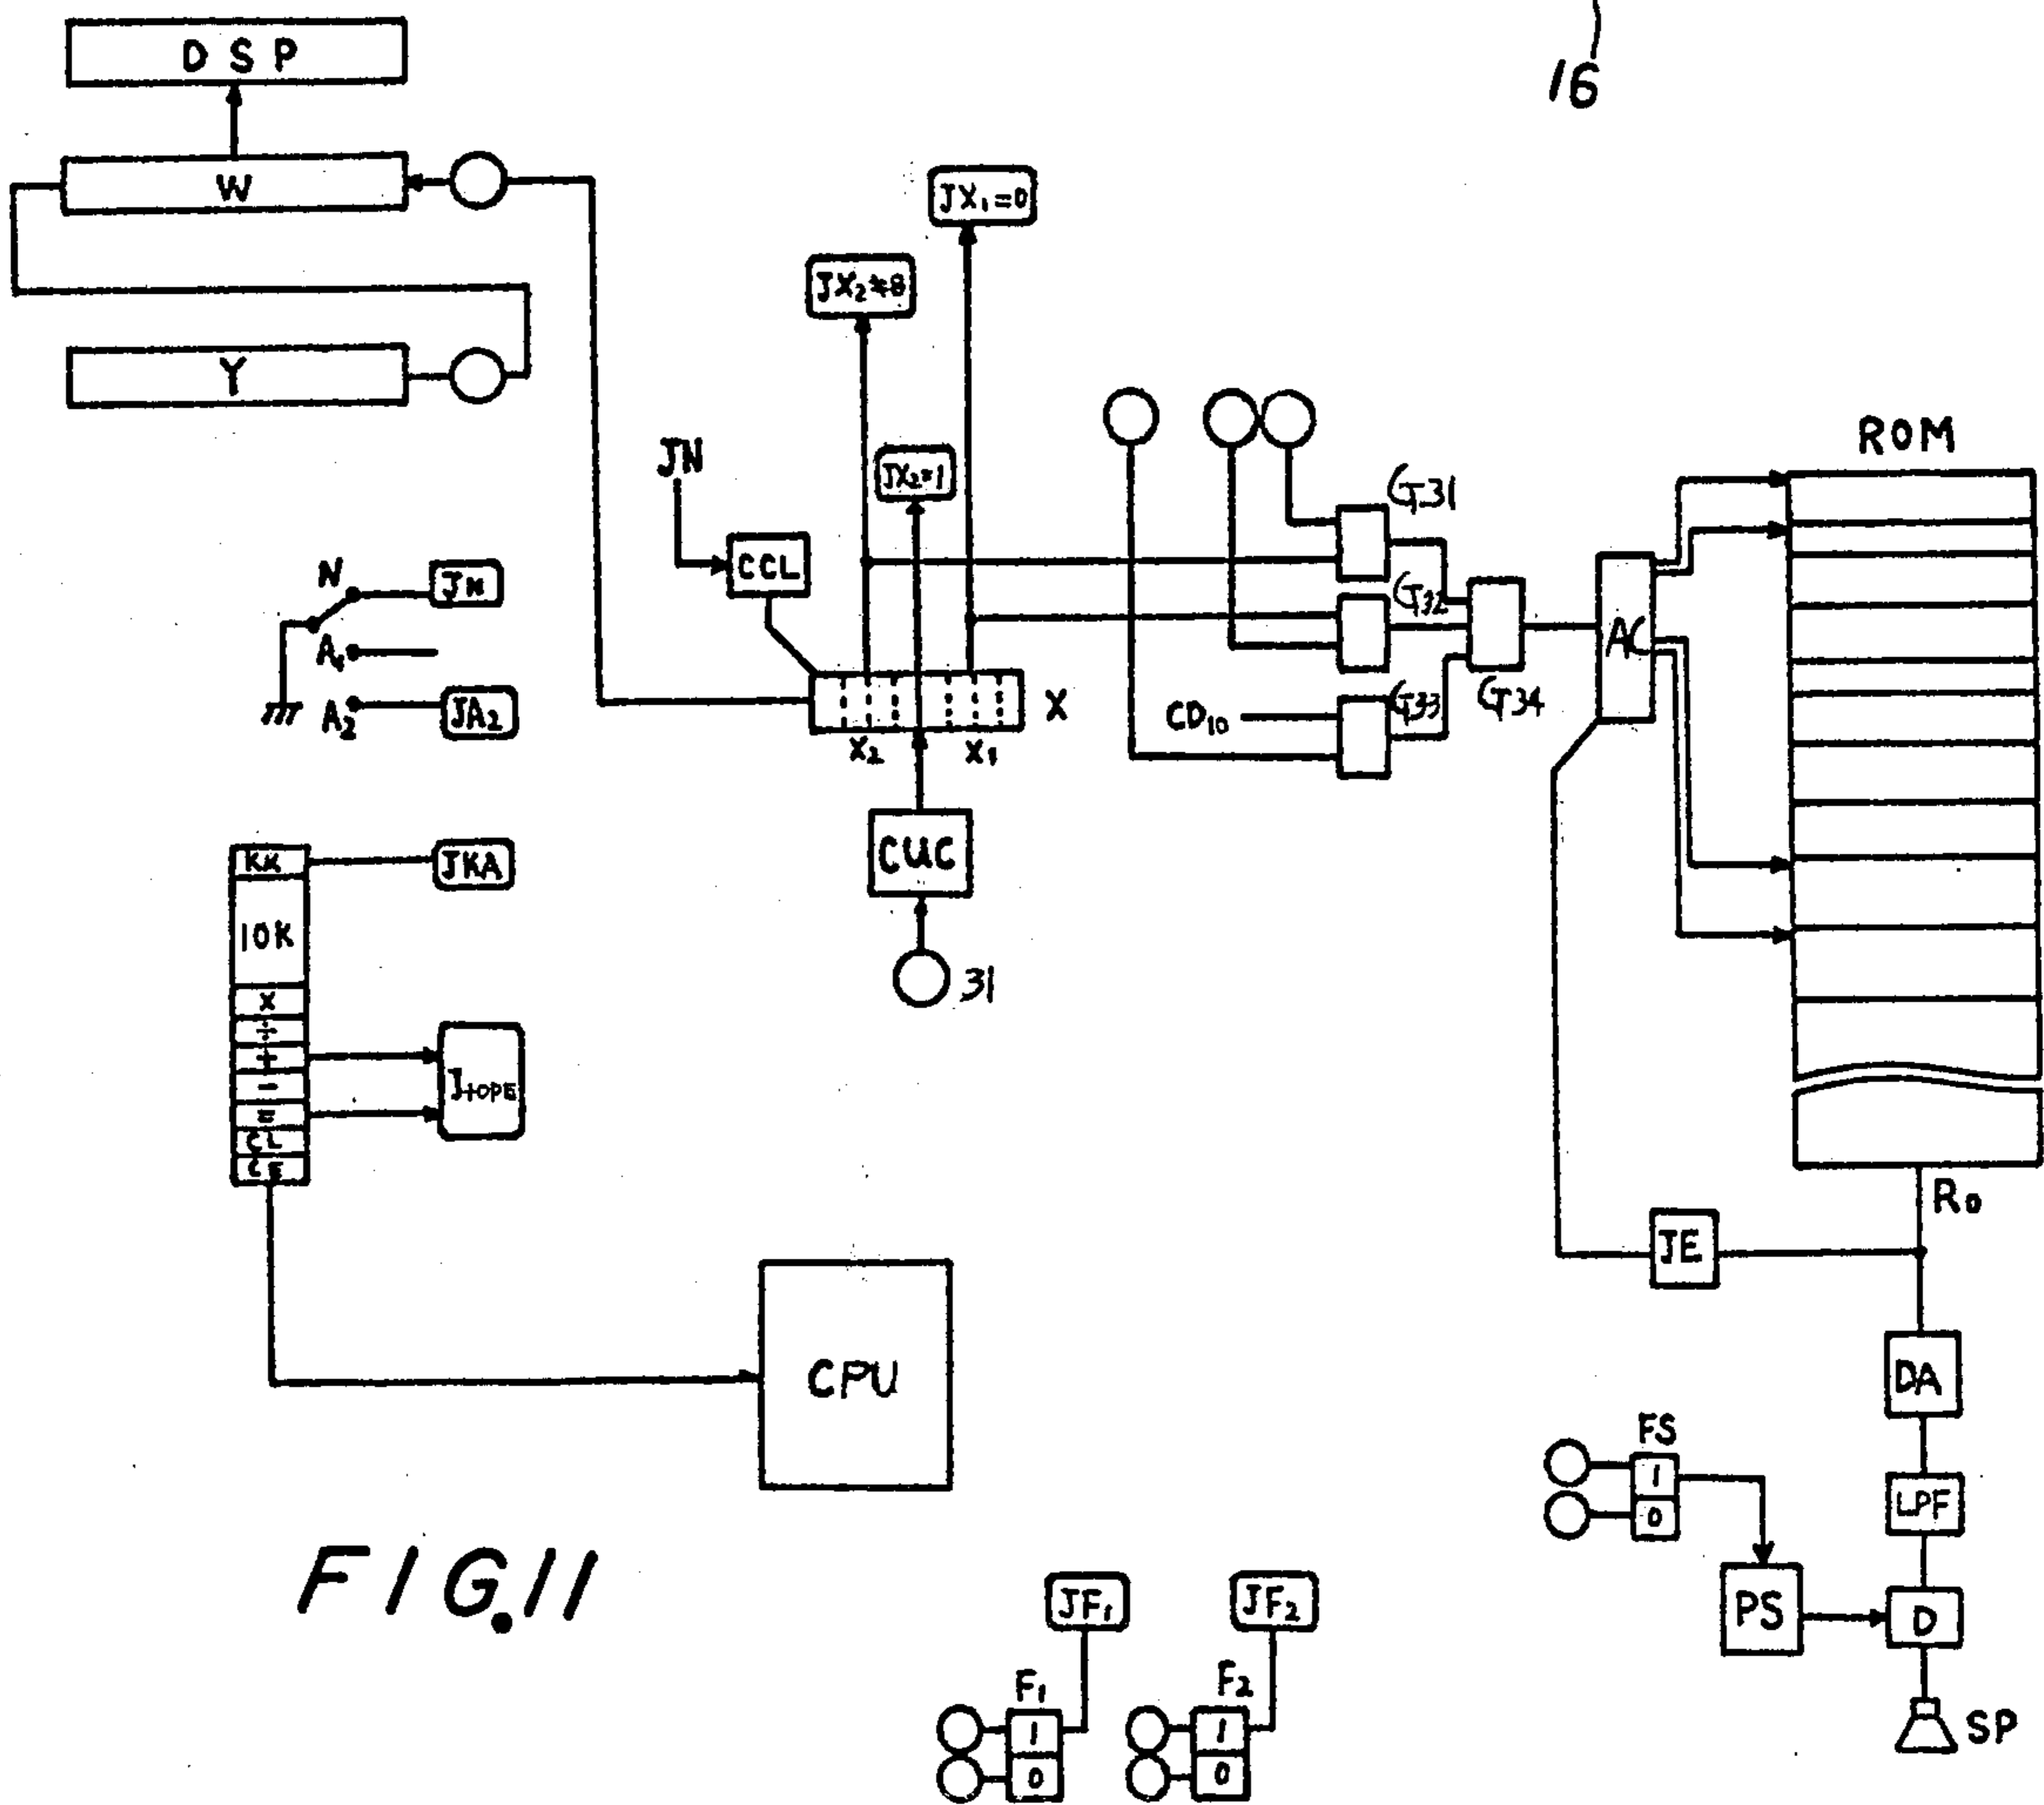 16
DSP
W
JX₁=0
JX₂*8
Y
JN
JX₂=1
ROM
G31
CCL
N
JN
G32
AC
A₁
A₂
JA₂
X
CD₁₀
G33
G34
X₂
X₁
CUC
KK
JKA
10K
31
X
÷
+
-
=
CL
CE
J+OPE
R₀
JE
CPU
DA
FS
1
0
LPF
FIG.11
JF₁
JF₂
PS
D
F₁
1
0
F₂
1
0
SP